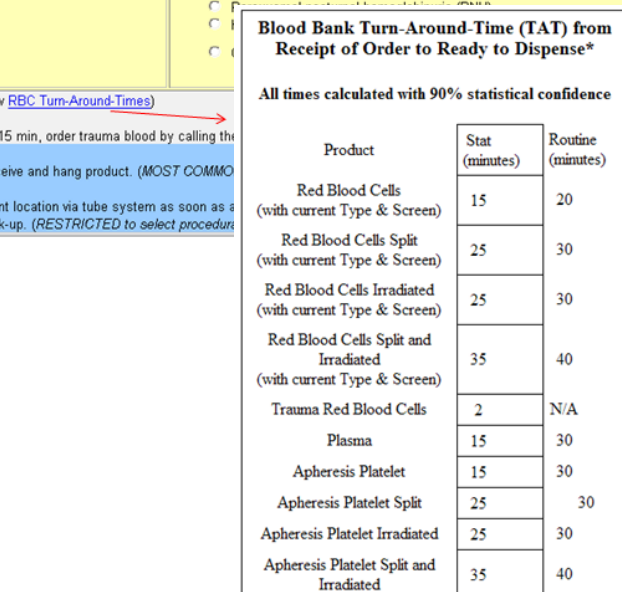 Blood Bank Turn-Around-Time (TAT) from
Receipt of Order to Ready to Dispense*
All times calculated with 90% statistical confidence
RBC Turn-Around-Times)
15 min, order trauma blood by calling the
eive and hang product. (MOST COMMO
nt location via tube system as soon as a
k-up. (RESTRICTED to select procedura
Product Stat (minutes) Routine (minutes)
Red Blood Cells
(with current Type & Screen) 15 20
Red Blood Cells Split
(with current Type & Screen) 25 30
Red Blood Cells Irradiated
(with current Type & Screen) 25 30
Red Blood Cells Split and
Irradiated
(with current Type & Screen) 35 40
Trauma Red Blood Cells 2 N/A
Plasma 15 30
Apheresis Platelet 15 30
Apheresis Platelet Split 25 30
Apheresis Platelet Irradiated 25 30
Apheresis Platelet Split and
Irradiated 35 40